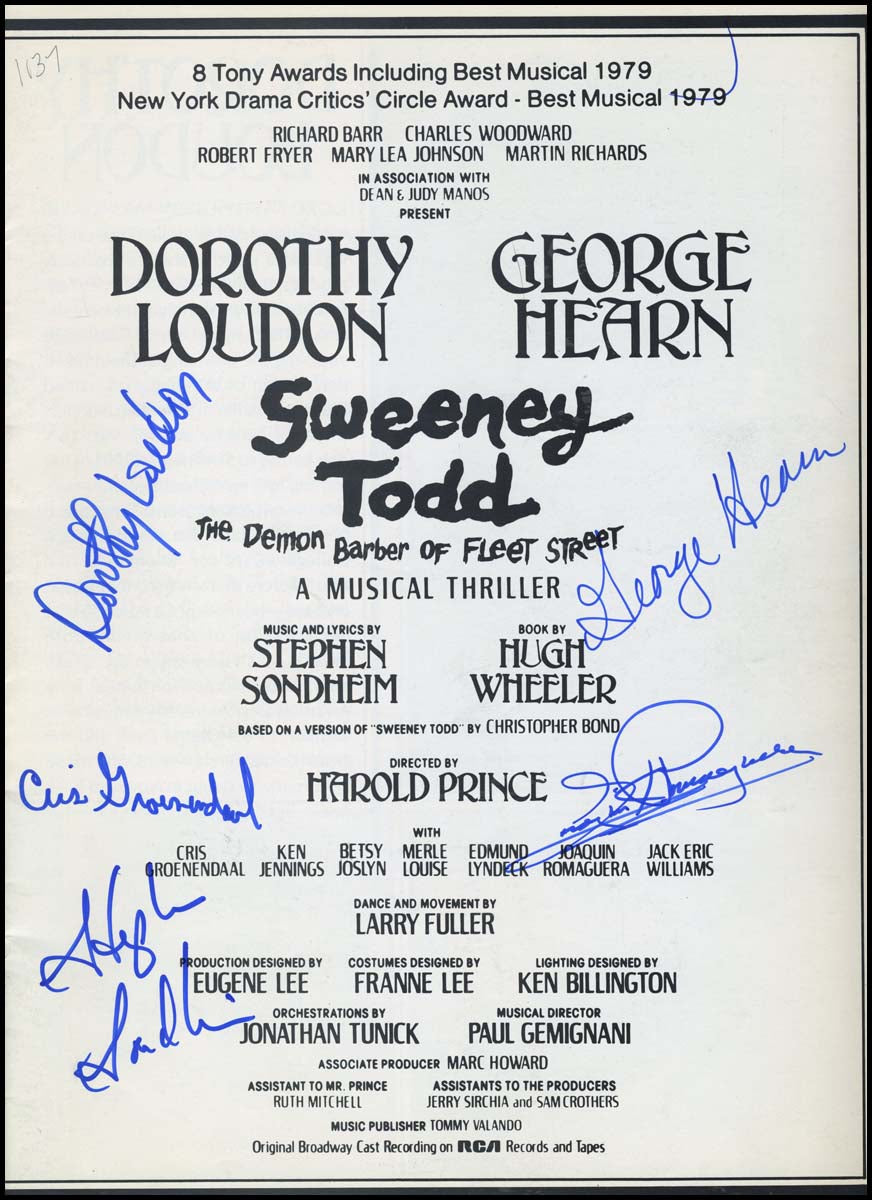 1137
8 Tony Awards Including Best Musical 1979
New York Drama Critics' Circle Award - Best Musical 1979
RICHARD BARR CHARLES WOODWARD
ROBERT FRYER MARY LEA JOHNSON MARTIN RICHARDS
IN ASSOCIATION WITH
DEAN & JUDY MANOS
PRESENT
DOROTHY LOUDON
GEORGE HEARN
Sweeney
Todd
THE DEMON BARBER OF FLEET STREET
A MUSICAL THRILLER
Dorothy Loudon
George Hearn
MUSIC AND LYRICS BY
STEPHEN
SONDHEIM
BOOK BY
HUGH
WHEELER
BASED ON A VERSION OF "SWEENEY TODD" BY CHRISTOPHER BOND
DIRECTED BY
HAROLD PRINCE
Cris Groenendaal
WITH
CRIS GROENENDAAL
KEN JENNINGS
BETSY JOSLYN
MERLE LOUISE
EDMUND LYNDECK
JOAQUIN ROMAGUERA
JACK ERIC WILLIAMS
DANCE AND MOVEMENT BY
LARRY FULLER
Stephen
Sondheim
PRODUCTION DESIGNED BY
EUGENE LEE
COSTUMES DESIGNED BY
FRANNE LEE
LIGHTING DESIGNED BY
KEN BILLINGTON
ORCHESTRATIONS BY
JONATHAN TUNICK
MUSICAL DIRECTOR
PAUL GEMIGNANI
ASSOCIATE PRODUCER MARC HOWARD
ASSISTANT TO MR. PRINCE
RUTH MITCHELL
ASSISTANTS TO THE PRODUCERS
JERRY SIRCHIA and SAM CROTHERS
MUSIC PUBLISHER TOMMY VALANDO
Original Broadway Cast Recording on RCA Records and Tapes